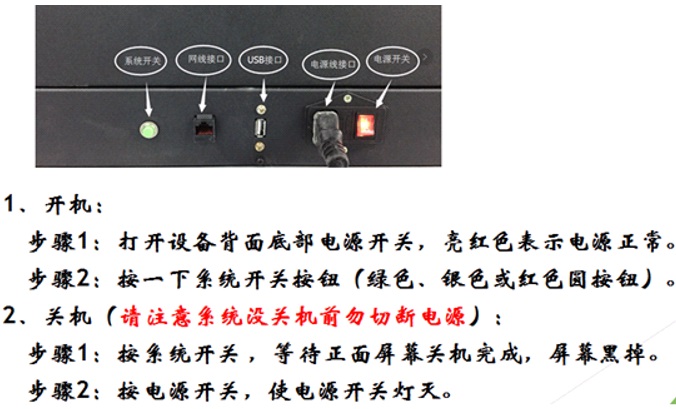 系统开关 网线接口 USB接口 电源线接口 电源开关
1、开机：
步骤1：打开设备背面底部电源开关，亮红色表示电源正常。
步骤2：按一下系统开关按钮（绿色、银色或红色圆按钮）。
2、关机（请注意系统没关机前勿切断电源）：
步骤1：按系统开关，等待正面屏幕关机完成，屏幕黑掉。
步骤2：按电源开关，使电源开关灯灭。